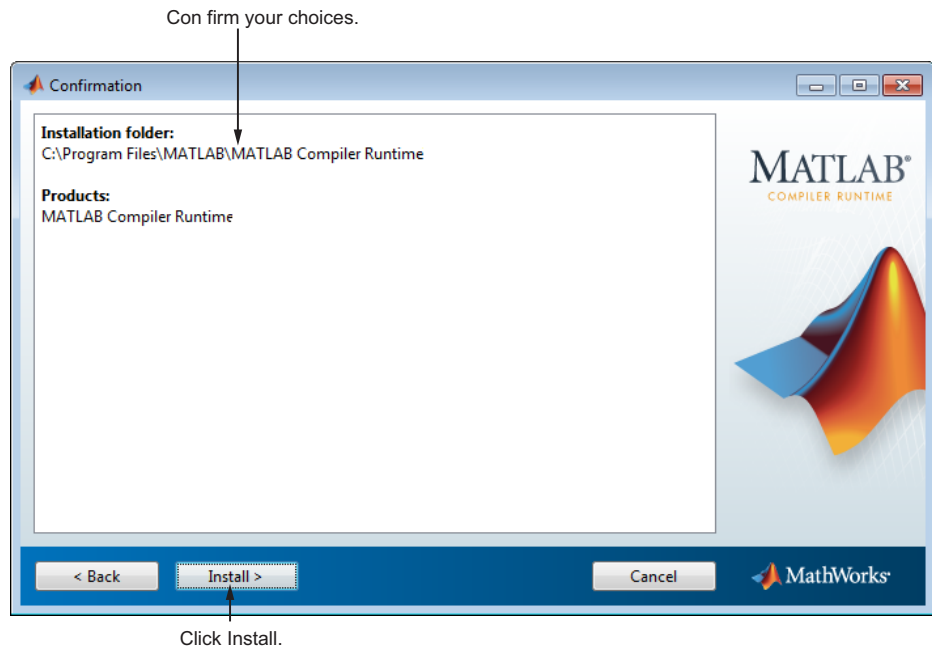 Con firm your choices.
Confirmation
Installation folder:
C:\Program Files\MATLAB\MATLAB Compiler Runtime
Products:
MATLAB Compiler Runtime
MATLAB®
COMPILER RUNTIME
< Back
Install >
Cancel
MathWorks®
Click Install.